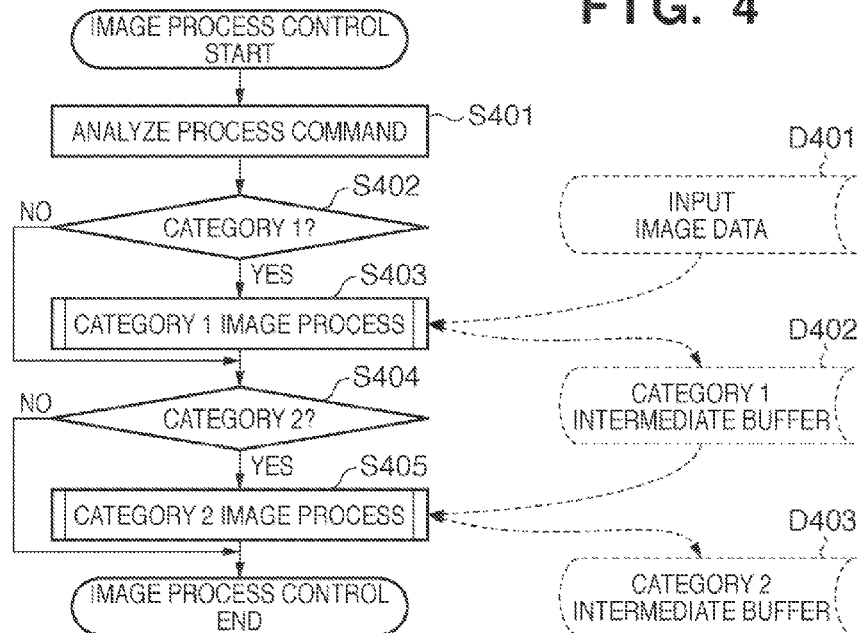 FIG. 4
IMAGE PROCESS CONTROL
START
ANALYZE PROCESS COMMAND
S401
S402
NO
CATEGORY 1?
YES
S403
CATEGORY 1 IMAGE PROCESS
S404
NO
CATEGORY 2?
YES
S405
CATEGORY 2 IMAGE PROCESS
IMAGE PROCESS CONTROL
END
D401
INPUT
IMAGE DATA
D402
CATEGORY 1
INTERMEDIATE BUFFER
D403
CATEGORY 2
INTERMEDIATE BUFFER